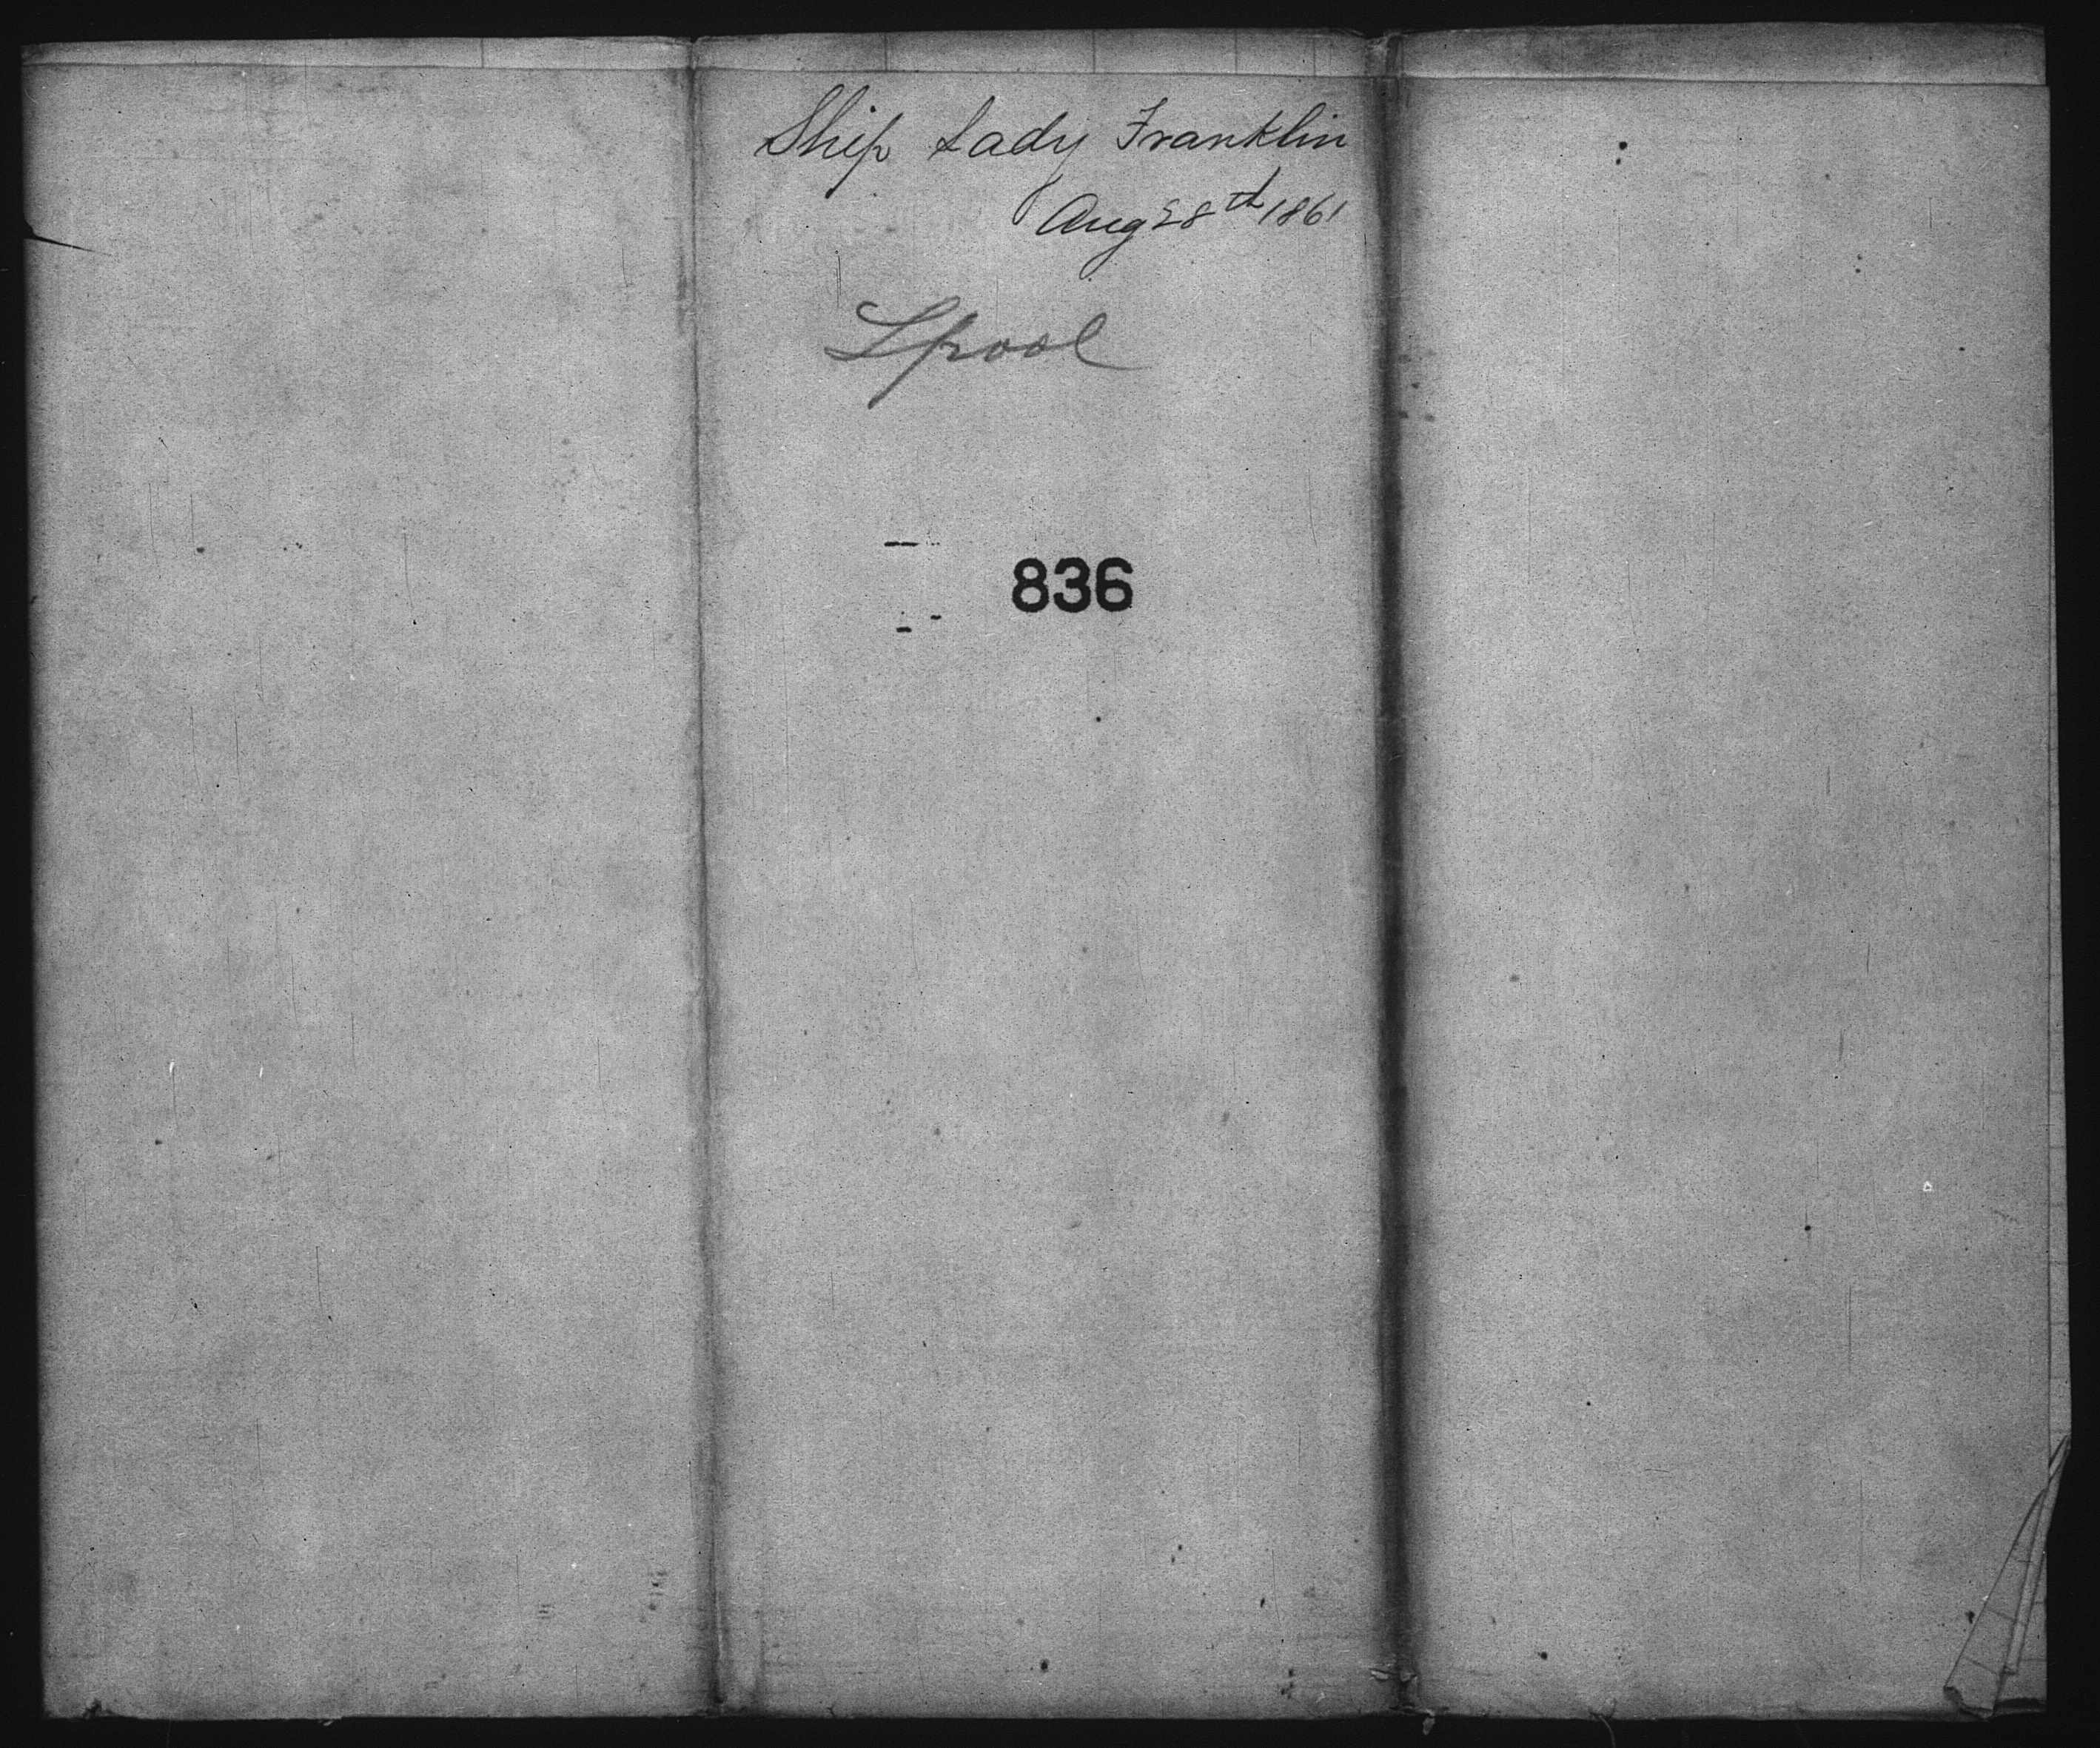 Ship Lady Franklin
Aug 28th 1861
Lpool
836